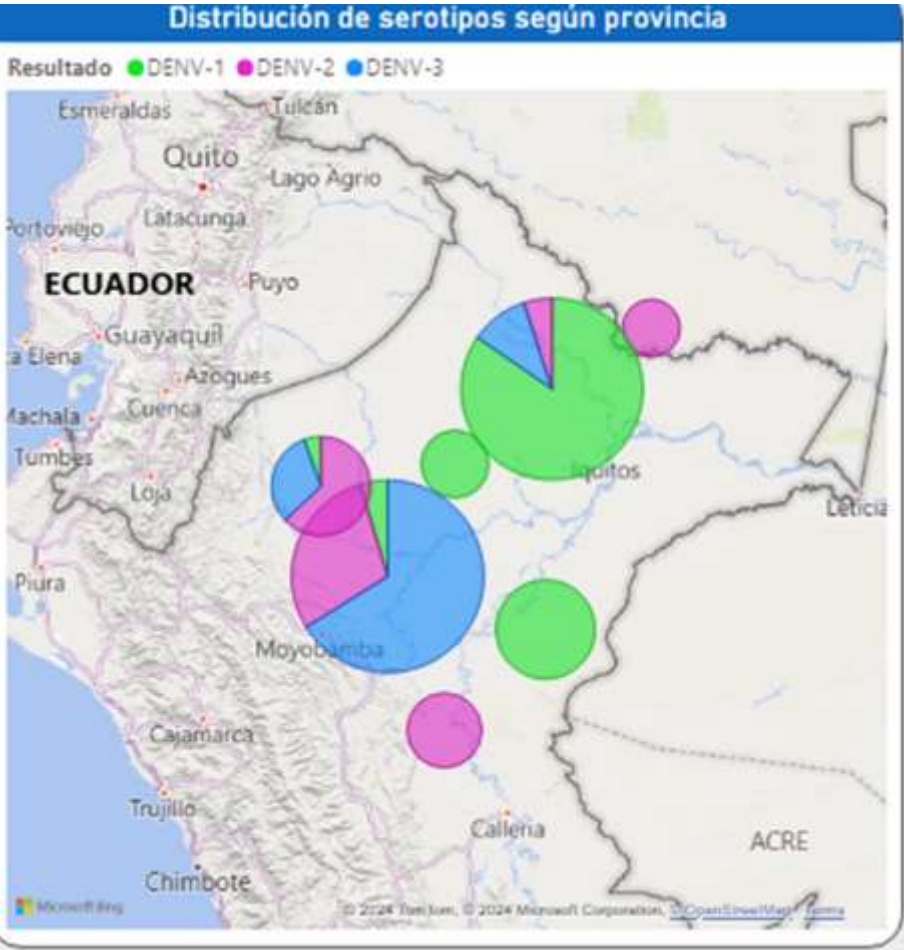 Distribución de serotipos según provincia
Resultado DENV-1 DENV-2 DENV-3
Esmeraldas
Tulcán
Quito
Lago Agrio
Latacunga
Portoviejo
ECUADOR
Puyo
Guayaquil
a Elena
Azogues
Cuenca
Machala
Tumbes
Loja
Iquitos
Leticia
Piura
Moyobamba
Cajamarca
Trujillo
Calleria
ACRE
Chimbote
Microsoft Bing
© 2024 TomTom, © 2024 Microsoft Corporation, © OpenStreetMap Terms